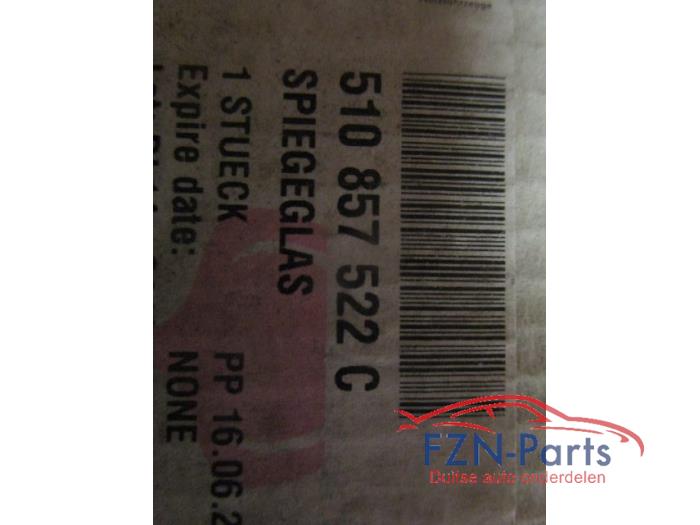 510 857 522 C
SPIEGEGLAS
1 STUECK PP 16.06.2
Expire date: NONE
FZN-Parts
Duitse auto onderdelen